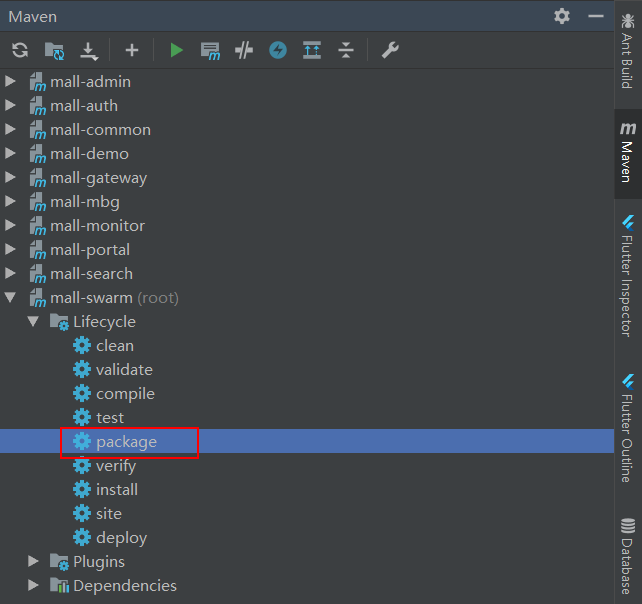 Maven
mall-admin
mall-auth
mall-common
mall-demo
mall-gateway
mall-mbg
mall-monitor
mall-portal
mall-search
mall-swarm (root)
Lifecycle
clean
validate
compile
test
package
verify
install
site
deploy
Plugins
Dependencies
Ant Build
Maven
Flutter Inspector
Flutter Outline
Database